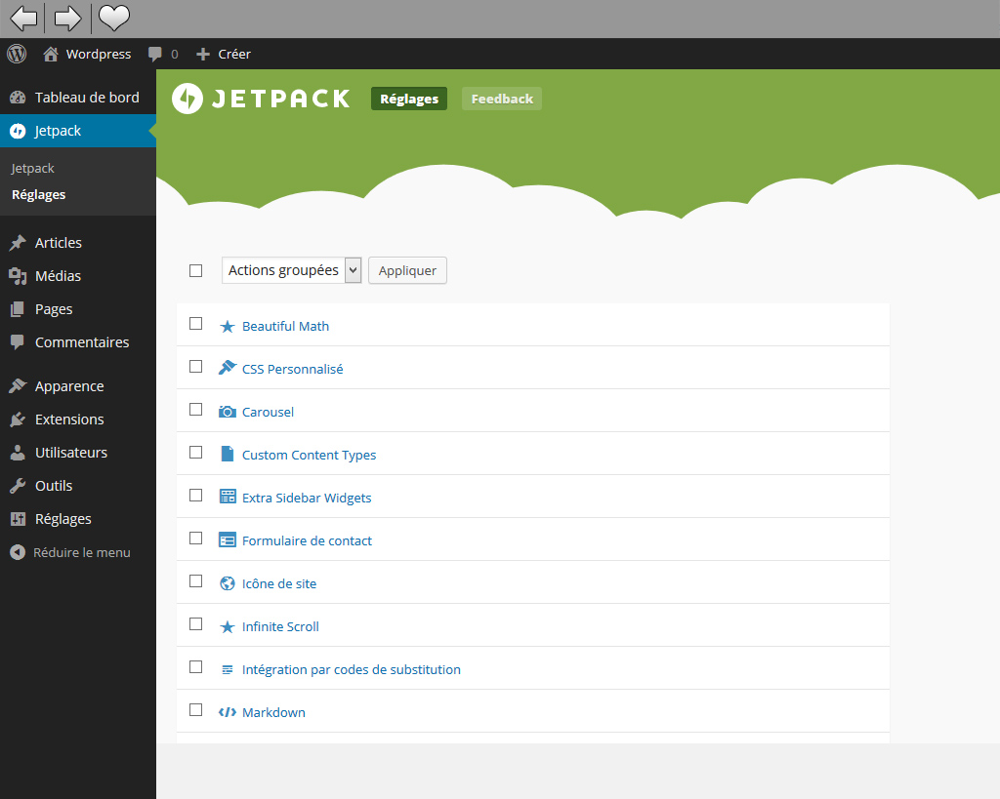 Wordpress 0 Créer
Tableau de bord
Jetpack
Jetpack
Réglages
Articles
Médias
Pages
Commentaires
Apparence
Extensions
Utilisateurs
Outils
Réglages
Réduire le menu
JETPACK Réglages Feedback
Actions groupées Appliquer
Beautiful Math
CSS Personnalisé
Carousel
Custom Content Types
Extra Sidebar Widgets
Formulaire de contact
Icône de site
Infinite Scroll
Intégration par codes de substitution
Markdown